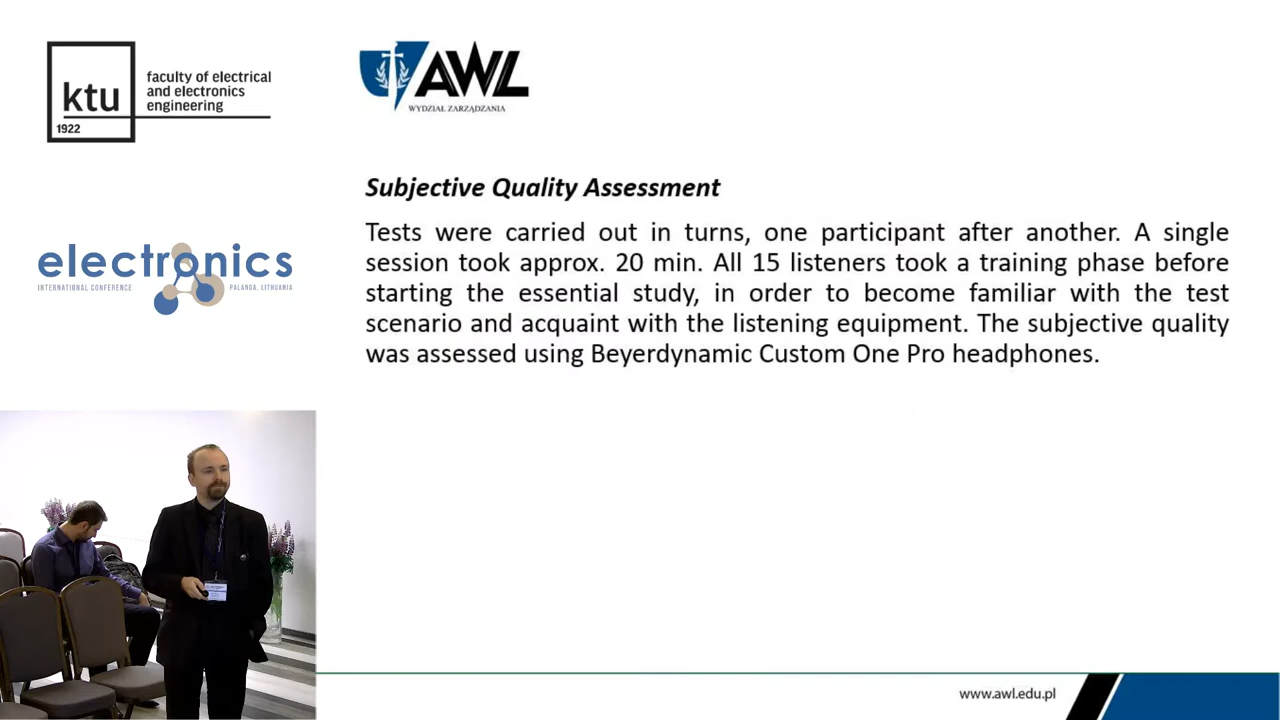 ktu
1922
faculty of electrical
and electronics
engineering
AWL
WYDZIAŁ ZARZĄDZANIA
electronics
INTERNATIONAL CONFERENCE
PALANGA, LITHUANIA
Subjective Quality Assessment
Tests were carried out in turns, one participant after another. A single
session took approx. 20 min. All 15 listeners took a training phase before
starting the essential study, in order to become familiar with the test
scenario and acquaint with the listening equipment. The subjective quality
was assessed using Beyerdynamic Custom One Pro headphones.
www.awl.edu.pl